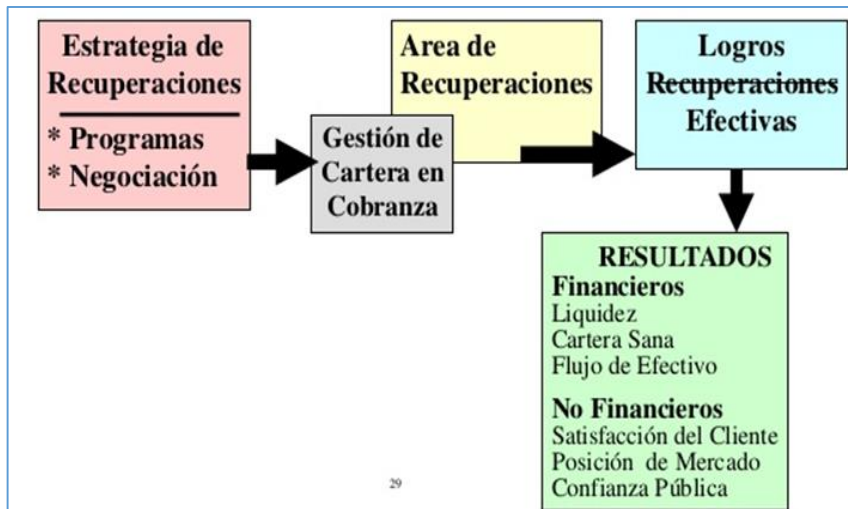 Estrategia de
Recuperaciones
* Programas
* Negociación
Area de
Recuperaciones
Gestión de
Cartera en
Cobranza
Logros
Recuperaciones
Efectivas
RESULTADOS
Financieros
Liquidez
Cartera Sana
Flujo de Efectivo
No Financieros
Satisfacción del Cliente
Posición de Mercado
Confianza Pública
29